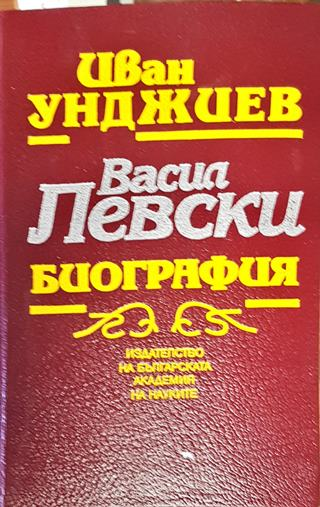 Иван
УНДЖИЕВ
Васил
Левски
БИОГРАФИЯ
ИЗДАТЕЛСТВО
НА БЪЛГАРСКАТА
АКАДЕМИЯ
НА НАУКИТЕ